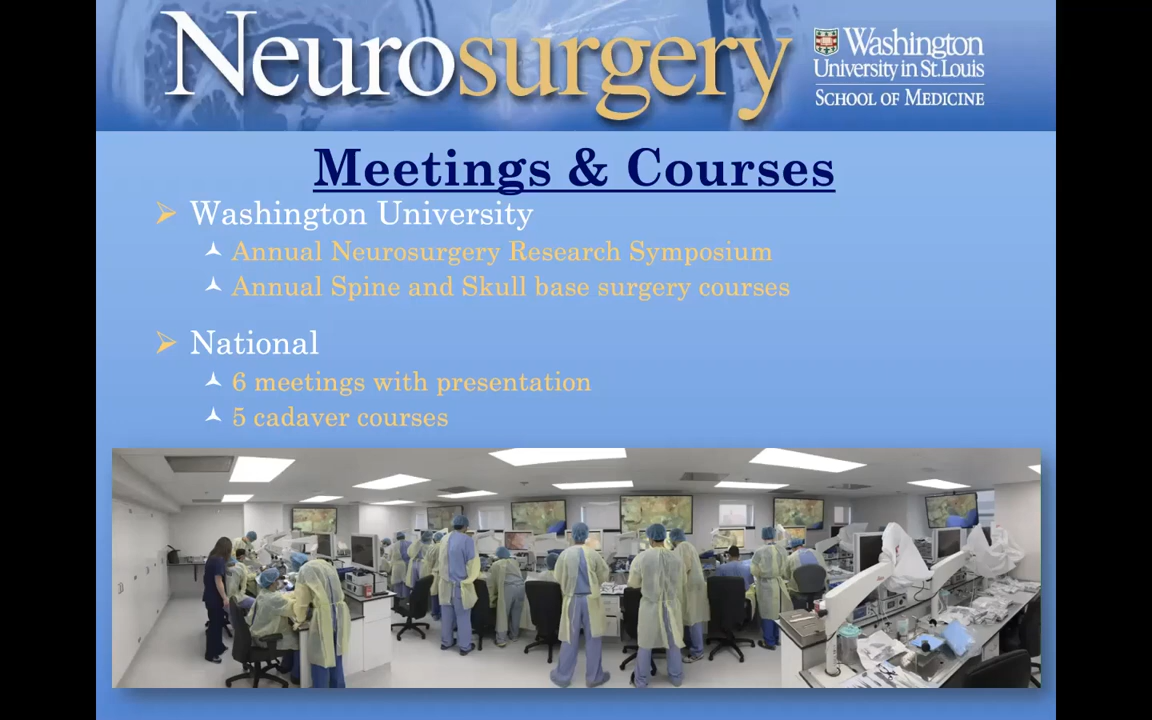 Neurosurgery
Washington
University in St. Louis
SCHOOL OF MEDICINE
Meetings & Courses
Washington University
Annual Neurosurgery Research Symposium
Annual Spine and Skull base surgery courses
National
6 meetings with presentation
5 cadaver courses